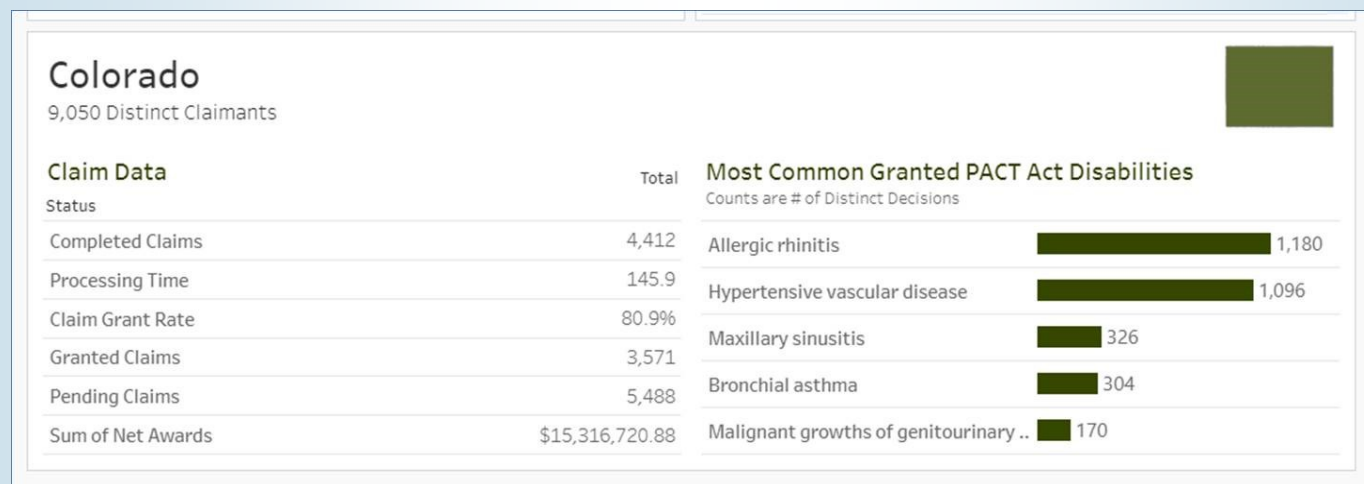 Colorado
9,050 Distinct Claimants
Claim Data
Total
Status
Completed Claims 4,412
Processing Time 145.9
Claim Grant Rate 80.9%
Granted Claims 3,571
Pending Claims 5,488
Sum of Net Awards $15,316,720.88
Most Common Granted PACT Act Disabilities
Counts are # of Distinct Decisions
Allergic rhinitis 1,180
Hypertensive vascular disease 1,096
Maxillary sinusitis 326
Bronchial asthma 304
Malignant growths of genitourinary .. 170